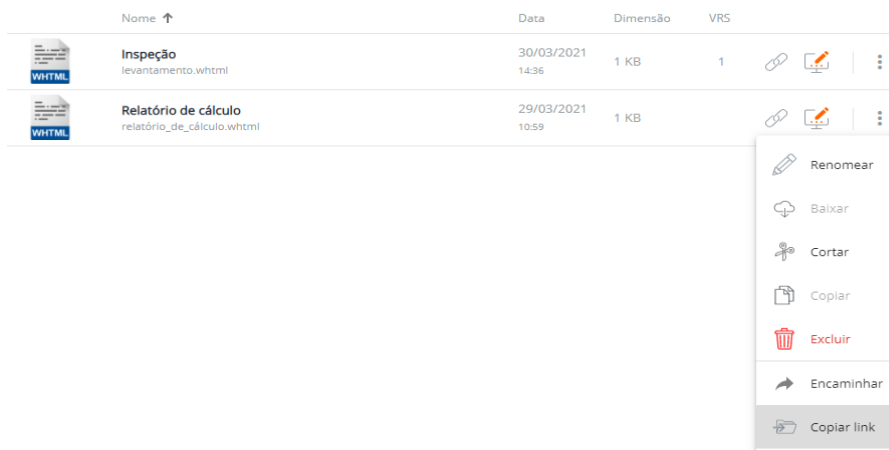 Nome ↑ Data Dimensão VRS
WHTML Inspeção 30/03/2021 1 KB 1
levantamento.whtml 14:36
WHTML Relatório de cálculo 29/03/2021 1 KB
relatório_de_cálculo.whtml 10:59
Renomear
Baixar
Cortar
Copiar
Excluir
Encaminhar
Copiar link